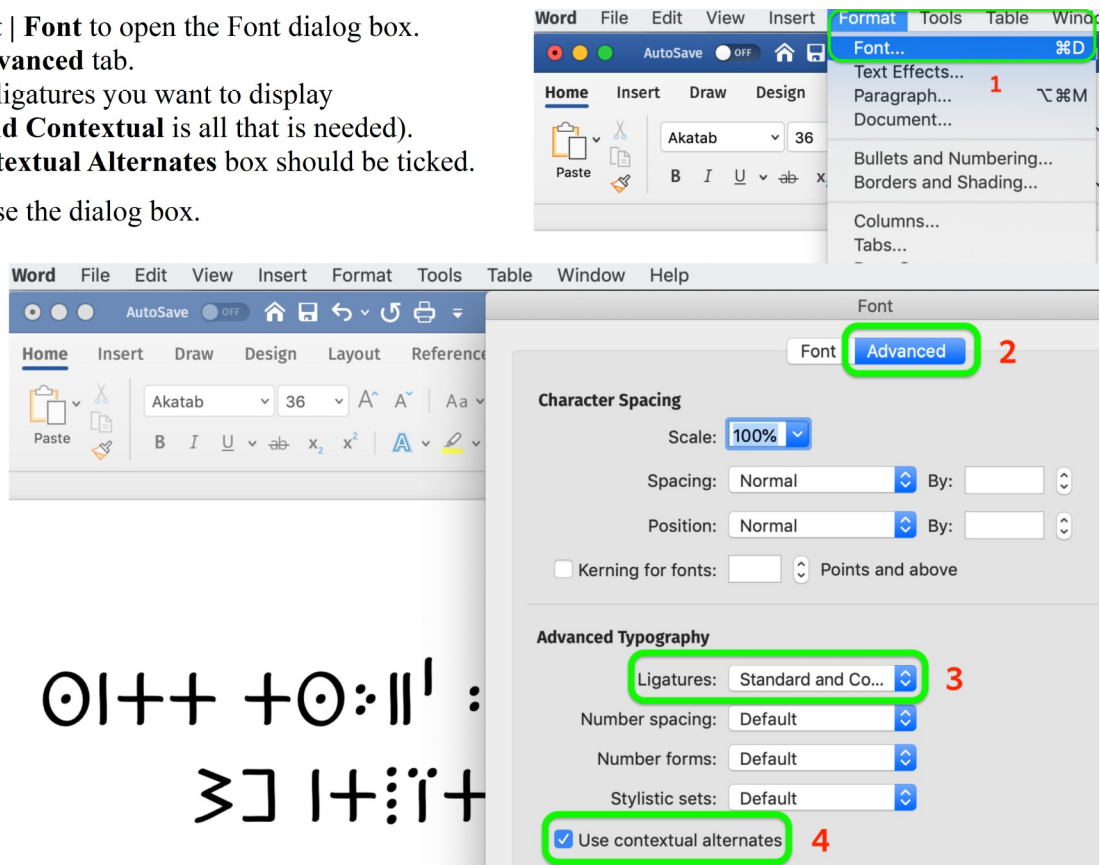 | Font to open the Font dialog box.
tab.
ligatures you want to display
Contextual is all that is needed).
Alternates box should be ticked.
the dialog box.
Word File Edit View Insert Format Tools Table
AutoSave OFF
Font... ⌘D
Home Insert Draw Design
Text Effects...
1
Paragraph... ⌥⌘M
Document...
Akatab 36
Paste B I U ab
Bullets and Numbering...
Borders and Shading...
Columns...
Tabs...
Word File Edit View Insert Format Tools Table Window Help
AutoSave OFF
Font
Home Insert Draw Design Layout
Font Advanced 2
Akatab 36 A A Aa
Paste B I U ab x₂ x² A
Character Spacing
Scale: 100%
Spacing: Normal By:
Position: Normal By:
Kerning for fonts: Points and above
Advanced Typography
Ligatures: Standard and Co... 3
Number spacing: Default
Number forms: Default
Stylistic sets: Default
Use contextual alternates 4